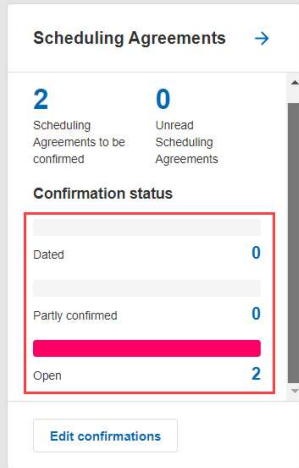 Scheduling Agreements
2 0
Scheduling Unread
Agreements to be Scheduling
confirmed Agreements
Confirmation status
Dated 0
Partly confirmed 0
Open 2
Edit confirmations